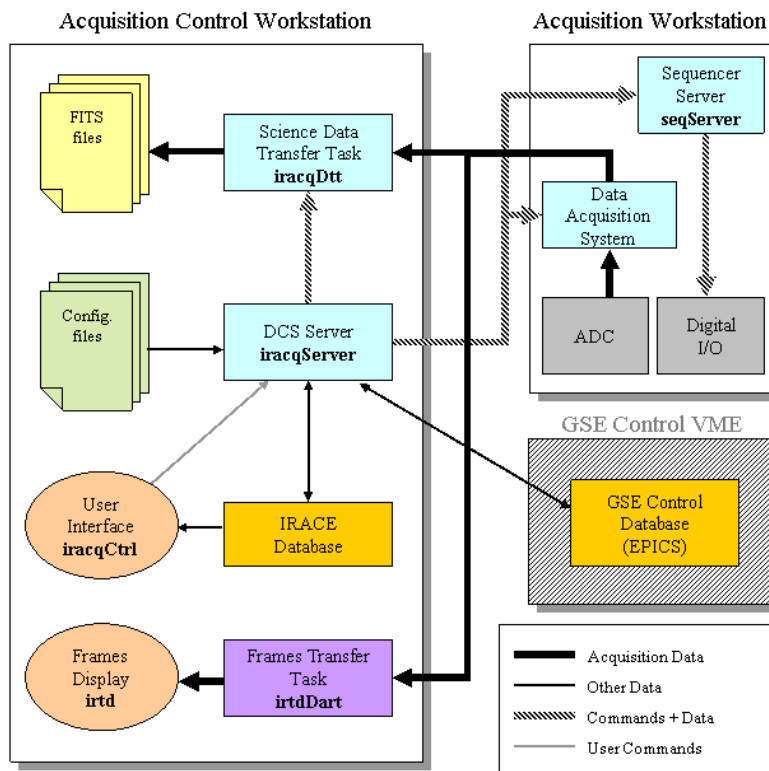 Acquisition Control Workstation
FITS
files
Science Data
Transfer Task
iracqDtt
Config.
files
DCS Server
iracqServer
User
Interface
iracqCtrl
IRACE
Database
Frames
Display
irtd
Frames Transfer
Task
irtdDart
Acquisition Workstation
Sequencer
Server
seqServer
Data
Acquisition
System
ADC
Digital
I/O
GSE Control VME
GSE Control
Database
(EPICS)
Acquisition Data
Other Data
Commands + Data
User Commands